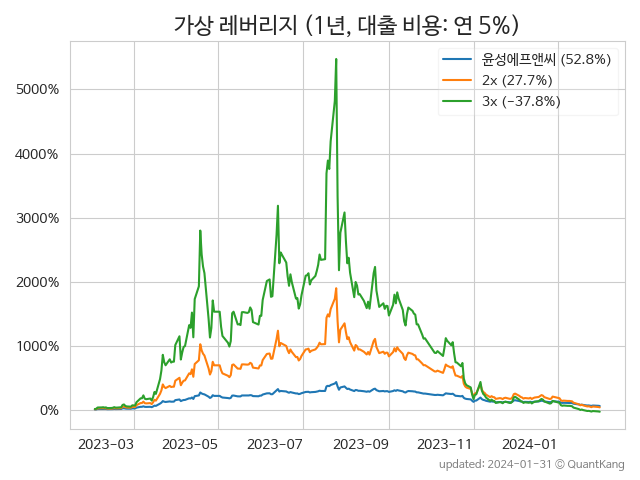 가상 레버리지 (1년, 대출 비용: 연 5%)
윤성에프앤씨 (52.8%)
2x (27.7%)
3x (−37.8%)
5000%
4000%
3000%
2000%
1000%
0%
2023-03 2023-05 2023-07 2023-09 2023-11 2024-01
updated: 2024-01-31 © QuantKang